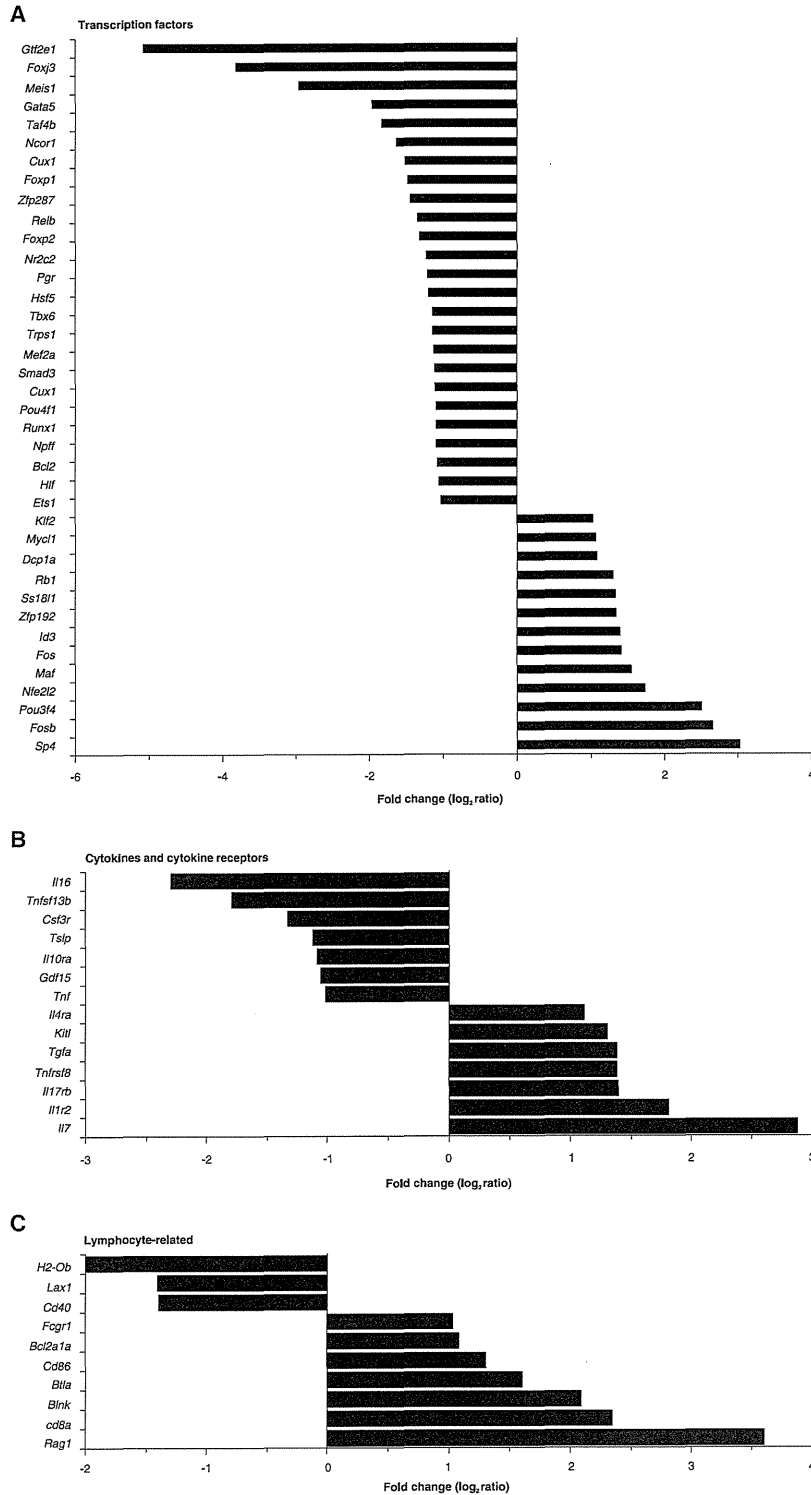 A
Transcription factors
Gtf2e1
Foxj3
Meis1
Gata5
Taf4b
Ncor1
Cux1
Foxp1
Zfp287
Relb
Foxp2
Nr2c2
Pgr
Hsf5
Tbx6
Trps1
Mef2a
Smad3
Cux1
Pou4f1
Runx1
Npff
Bcl2
Hlf
Ets1
Klf2
Mycl1
Dcp1a
Rb1
Ss18l1
Zfp192
Id3
Fos
Maf
Nfe2l2
Pou3f4
Fosb
Sp4
-6 -4 -2 0 2 4
Fold change (log₂ ratio)
B
Cytokines and cytokine receptors
Il16
Tnfsf13b
Csf3r
Tslp
Il10ra
Gdf15
Tnf
Il4ra
Kitl
Tgfa
Tnfrsf8
Il17rb
Il1r2
Il7
-3 -2 -1 0 1 2 3
Fold change (log₂ ratio)
C
Lymphocyte-related
H2-Ob
Lax1
Cd40
Fcgr1
Bcl2a1a
Cd86
Btla
Blnk
cd8a
Rag1
-2 -1 0 1 2 3 4
Fold change (log₂ ratio)